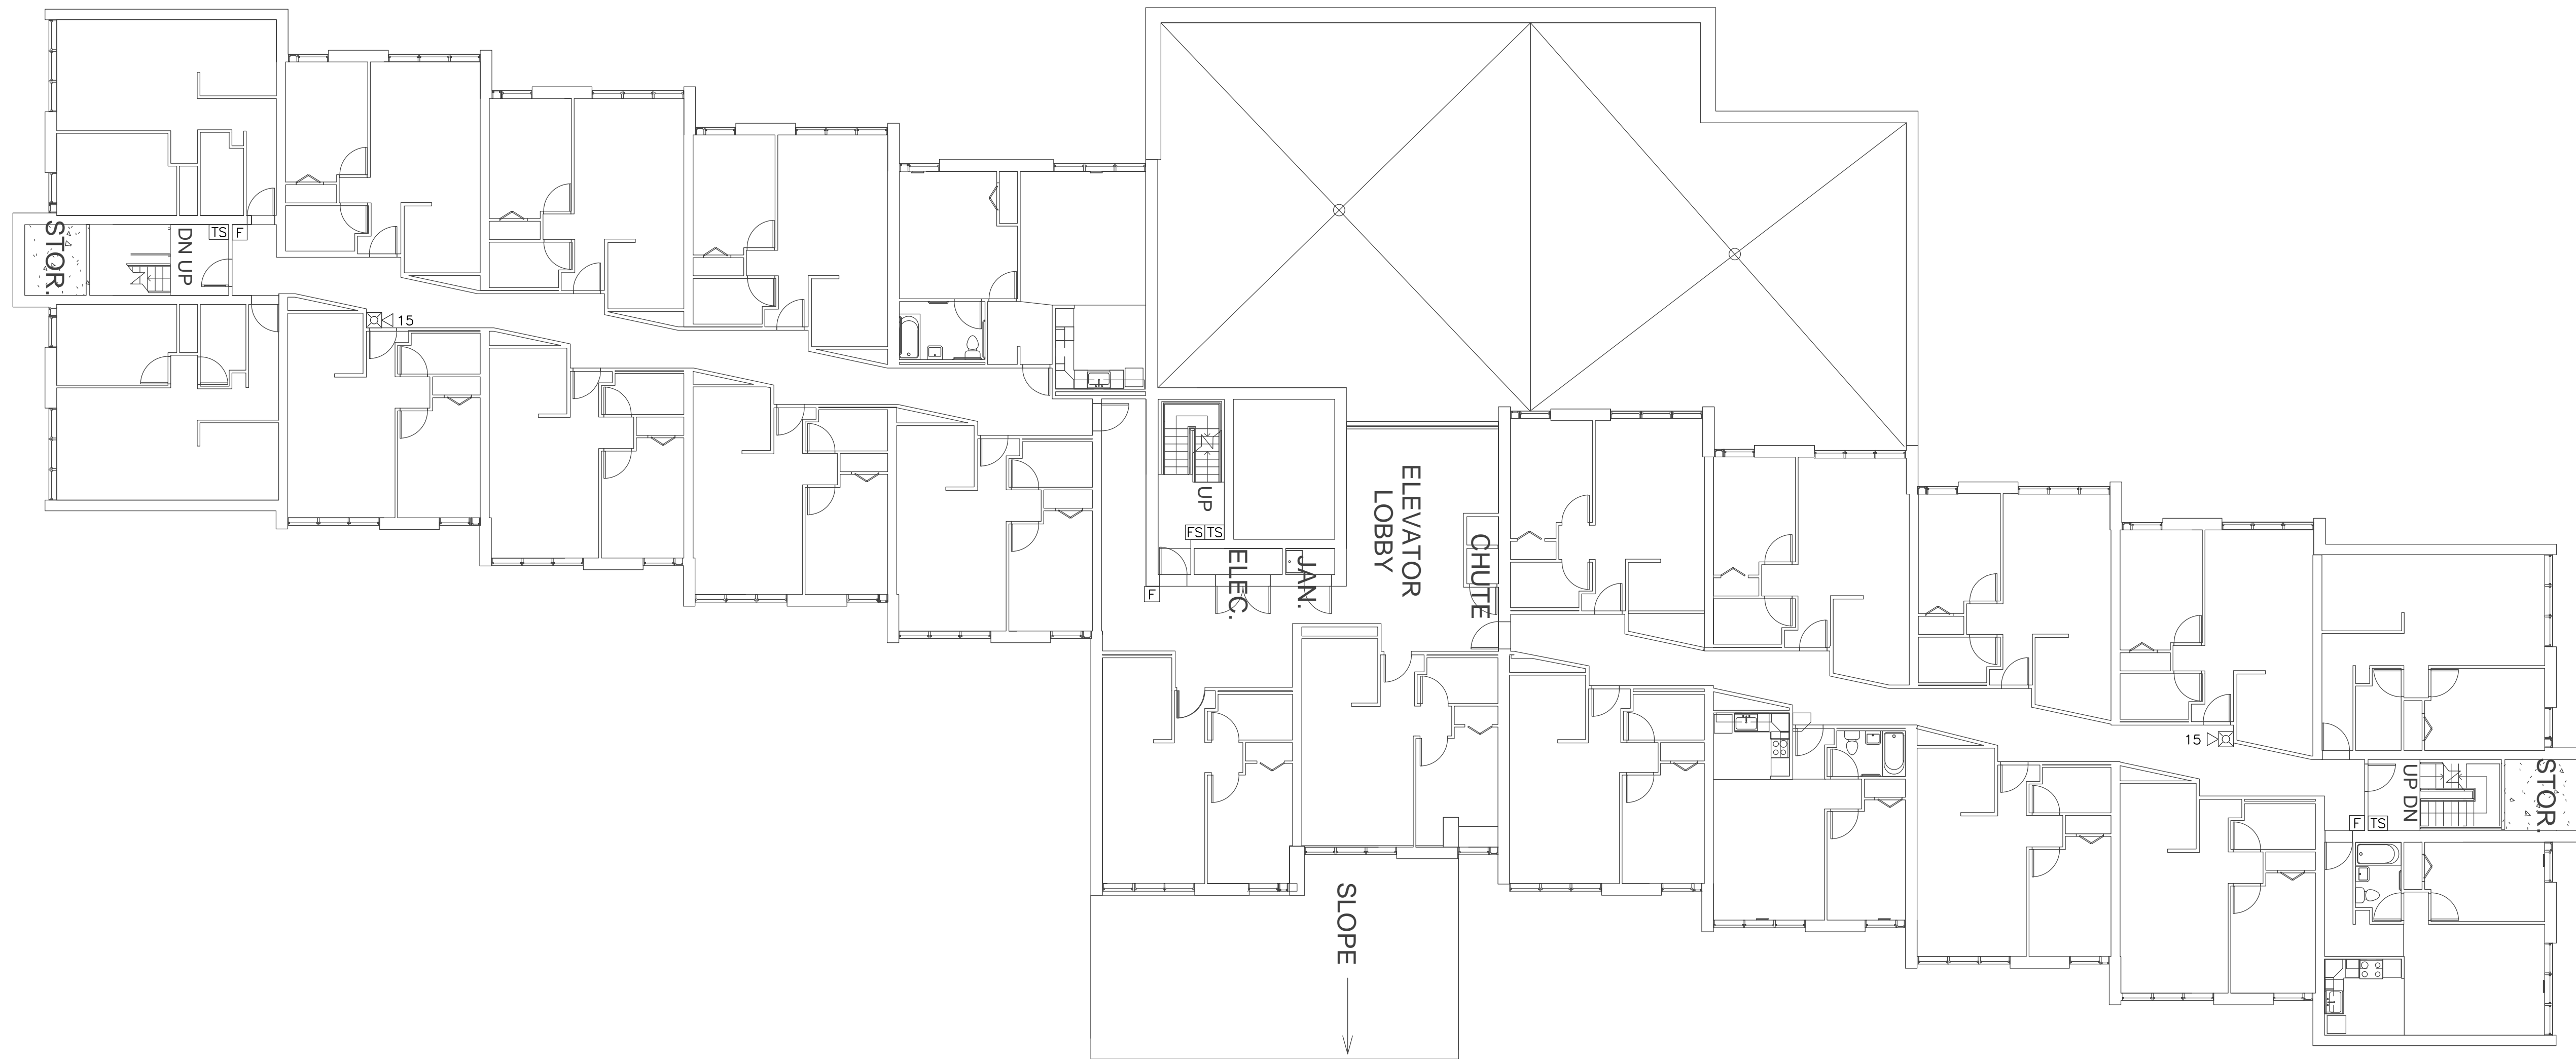 STOR.
DN UP
TS
F
15
UP
FS
TS
F
ELEC.
JAN.
ELEVATOR
LOBBY
CHUTE
SLOPE
15
UP DN
STOR.
F
TS